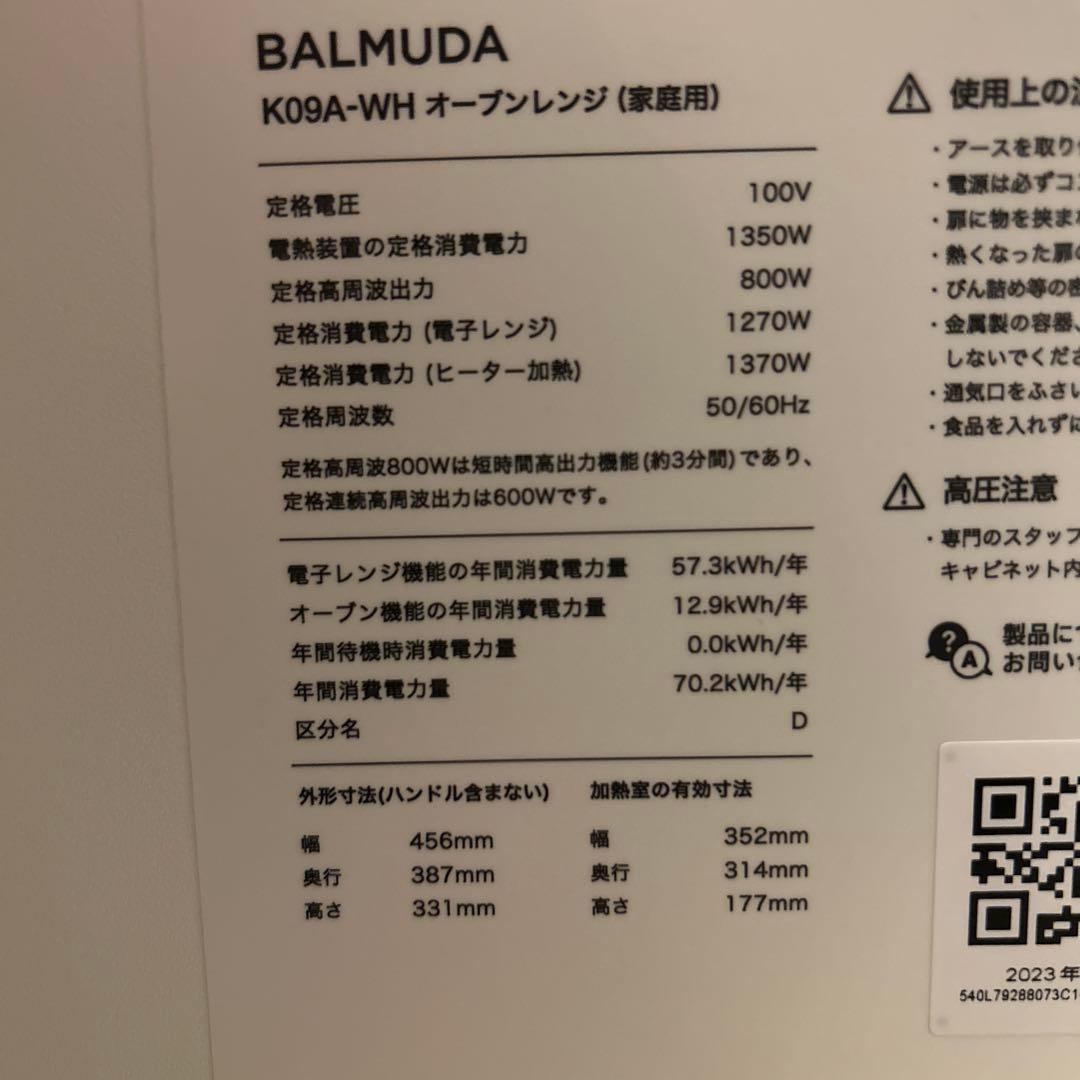 BALMUDA
K09A-WH オーブンレンジ (家庭用)
定格電圧 100V
電熱装置の定格消費電力 1350W
定格高周波出力 800W
定格消費電力 (電子レンジ) 1270W
定格消費電力 (ヒーター加熱) 1370W
定格周波数 50/60Hz
定格高周波800Wは短時間高出力機能(約3分間)であり、
定格連続高周波出力は600Wです。
電子レンジ機能の年間消費電力量 57.3kWh/年
オーブン機能の年間消費電力量 12.9kWh/年
年間待機時消費電力量 0.0kWh/年
年間消費電力量 70.2kWh/年
区分名 D
外形寸法(ハンドル含まない) 加熱室の有効寸法
幅 456mm 幅 352mm
奥行 387mm 奥行 314mm
高さ 331mm 高さ 177mm
使用上の
・アースを取り
・電源は必ずコ
・扉に物を挟ま
・熱くなった扉
・びん詰め等の
・金属製の容器、
しないでくださ
・通気口をふさい
・食品を入れずに
高圧注意
・専門のスタッフ
キャビネット内
? A 製品に
お問い
2023年
540L79288073C1